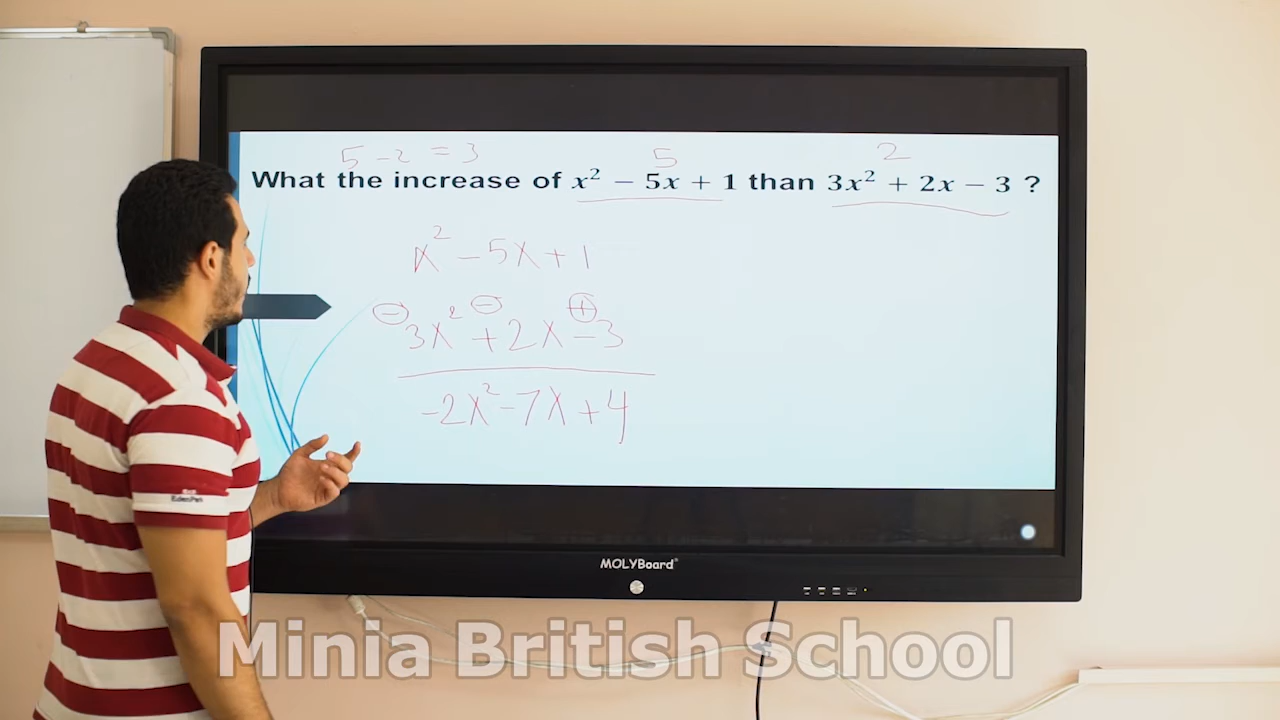 5 - 2 = 3 5 2
What the increase of x² − 5x + 1 than 3x² + 2x − 3 ?
x² - 5x + 1
⊖ ⊖ ⊕
3x² + 2x - 3
-2x² - 7x + 4
MOLYBoard
Minia British School